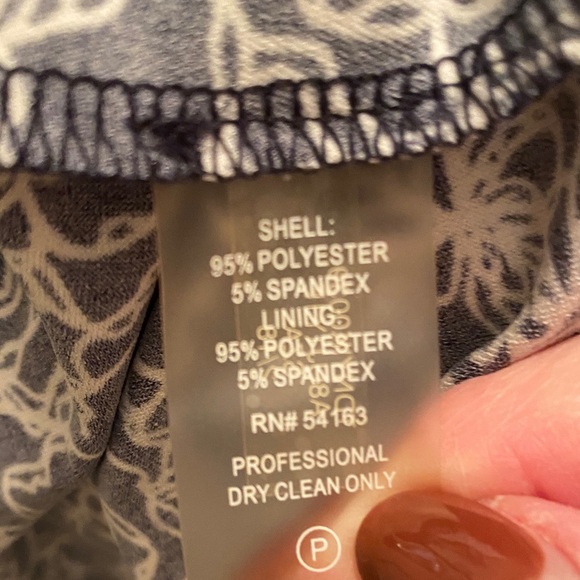 SHELL:
95% POLYESTER
5% SPANDEX
LINING
95% POLYESTER
5% SPANDEX
RN# 54163
PROFESSIONAL
DRY CLEAN ONLY
P